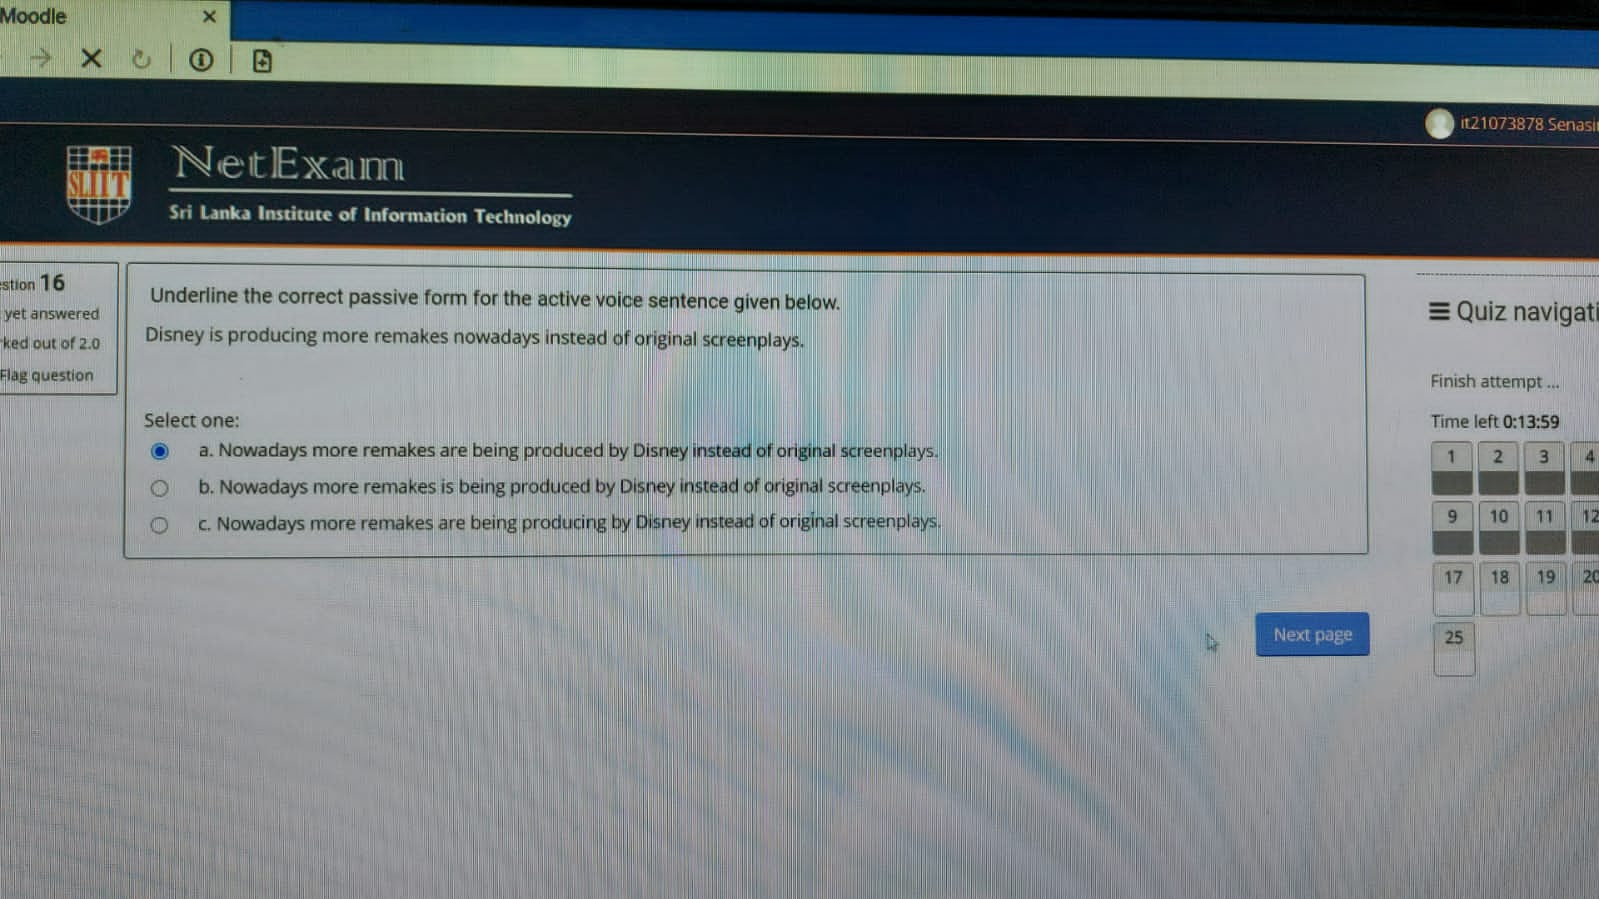 Moodle
it21073878
SLIIT
NetExam
Sri Lanka Institute of Information Technology
16
yet answered
out of 2.0
Flag question
Underline the correct passive form for the active voice sentence given below.
Disney is producing more remakes nowadays instead of original screenplays.
Select one:
a. Nowadays more remakes are being produced by Disney instead of original screenplays.
b. Nowadays more remakes is being produced by Disney instead of original screenplays.
c. Nowadays more remakes are being producing by Disney instead of original screenplays.
Next page
Quiz
Finish attempt ...
Time left 0:13:59
1 2 3 4
9 10 11 12
17 18 19 20
25